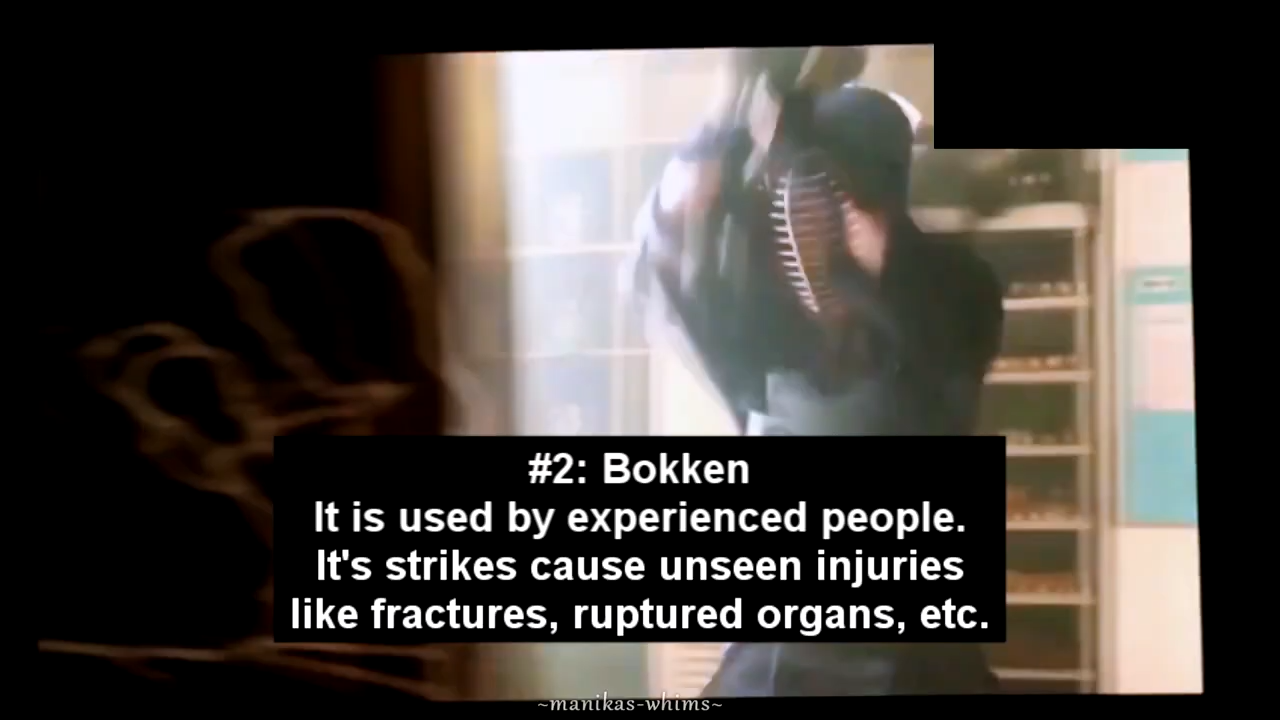 #2: Bokken
It is used by experienced people.
It's strikes cause unseen injuries
like fractures, ruptured organs, etc.
~manikas-whims~